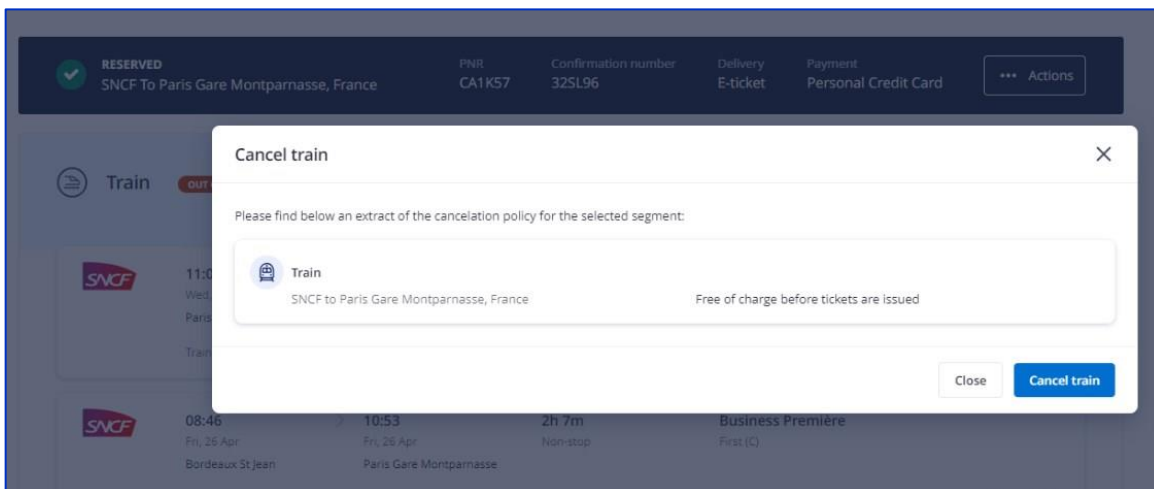 RESERVED
SNCF To Paris Gare Montparnasse, France
PNR
CA1K57
Confirmation number
32SL96
Delivery
E-ticket
Payment
Personal Credit Card
••• Actions
Train
OUT
Cancel train
Please find below an extract of the cancelation policy for the selected segment:
Train
SNCF to Paris Gare Montparnasse, France
Free of charge before tickets are issued
Close
Cancel train
SNCF
11:0
Wed,
Paris
Train
SNCF
08:46
10:53
2h 7m
Business Première
Fri, 26 Apr
Fri, 26 Apr
Non-stop
First (C)
Bordeaux St Jean
Paris Gare Montparnasse